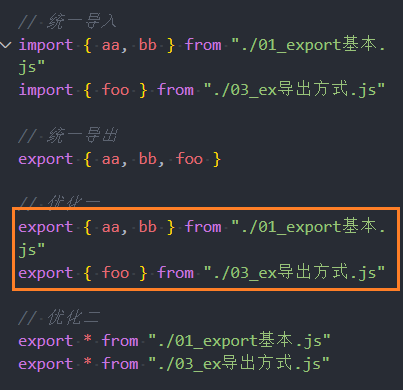 // 统一导入
import { aa, bb } from "./01_export基本.
js"
import { foo } from "./03_ex导出方式.js"
// 统一导出
export { aa, bb, foo }
// 优化一
export { aa, bb } from "./01_export基本.
js"
export { foo } from "./03_ex导出方式.js"
// 优化二
export * from "./01_export基本.js"
export * from "./03_ex导出方式.js"